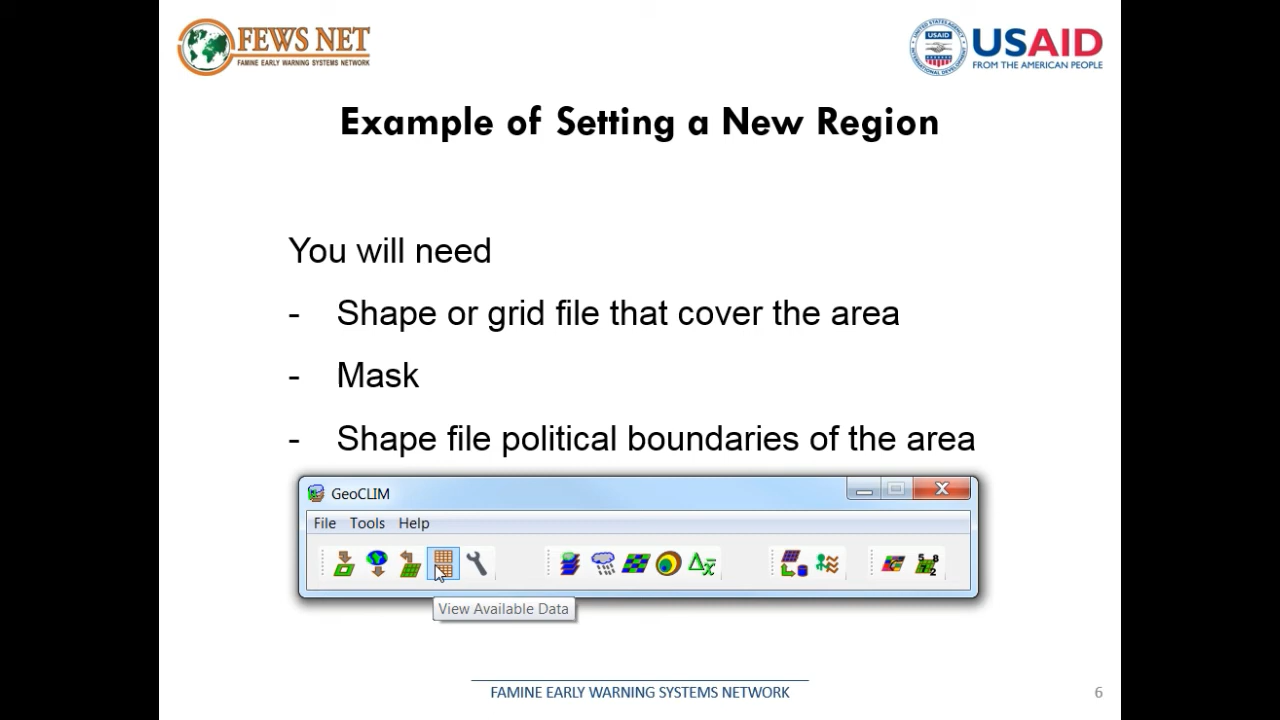 FEWS NET
FAMINE EARLY WARNING SYSTEMS NETWORK
USAID
USAID
FROM THE AMERICAN PEOPLE
Example of Setting a New Region
You will need
- Shape or grid file that cover the area
- Mask
- Shape file political boundaries of the area
GeoCLIM
File Tools Help
View Available Data
FAMINE EARLY WARNING SYSTEMS NETWORK
6